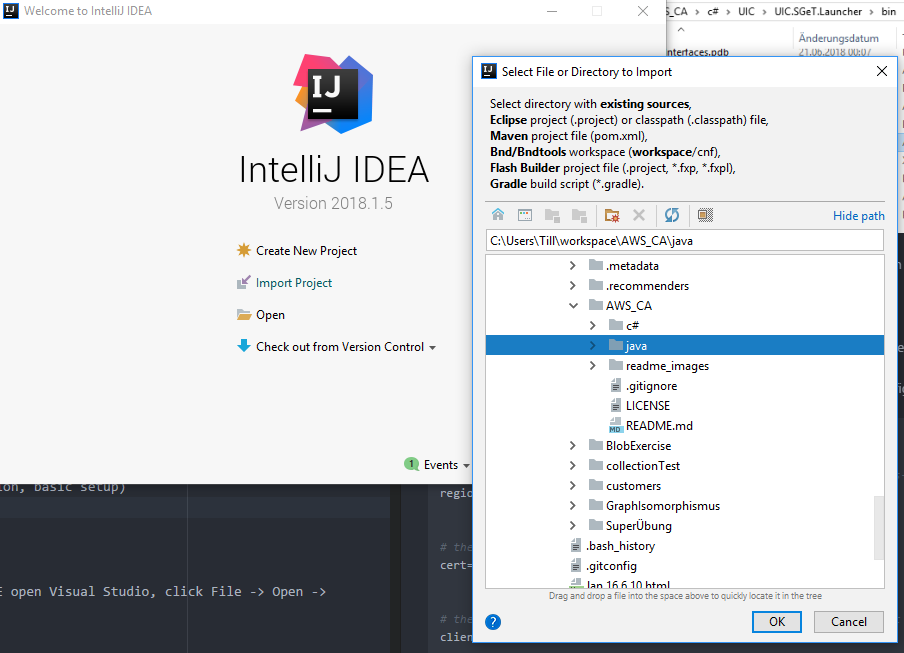 Welcome to IntelliJ IDEA
IJ
IntelliJ IDEA
Version 2018.1.5
Create New Project
Import Project
Open
Check out from Version Control
1 Events
S_CA > c# > UIC > UIC.SGeT.Launcher > bin
Änderungsdatum
nterfaces.pdb
21.06.2018 00:07
Select File or Directory to Import
Select directory with existing sources,
Eclipse project (.project) or classpath (.classpath) file,
Maven project file (pom.xml),
Bnd/Bndtools workspace (workspace/cnf),
Flash Builder project file (.project, *.fxp, *.fxpl),
Gradle build script (*.gradle).
Hide path
C:\Users\Till\workspace\AWS_CA\java
.metadata
.recommenders
AWS_CA
c#
java
readme_images
.gitignore
LICENSE
README.md
BlobExercise
collectionTest
customers
GraphIsomorphismus
SuperÜbung
.bash_history
.gitconfig
Jan_16_6_10.html
Drag and drop a file into the space above to quickly locate it in the tree
? OK Cancel
ion, basic setup)
E open Visual Studio, click File -> Open ->
regio
# the
cert=
# the
clien